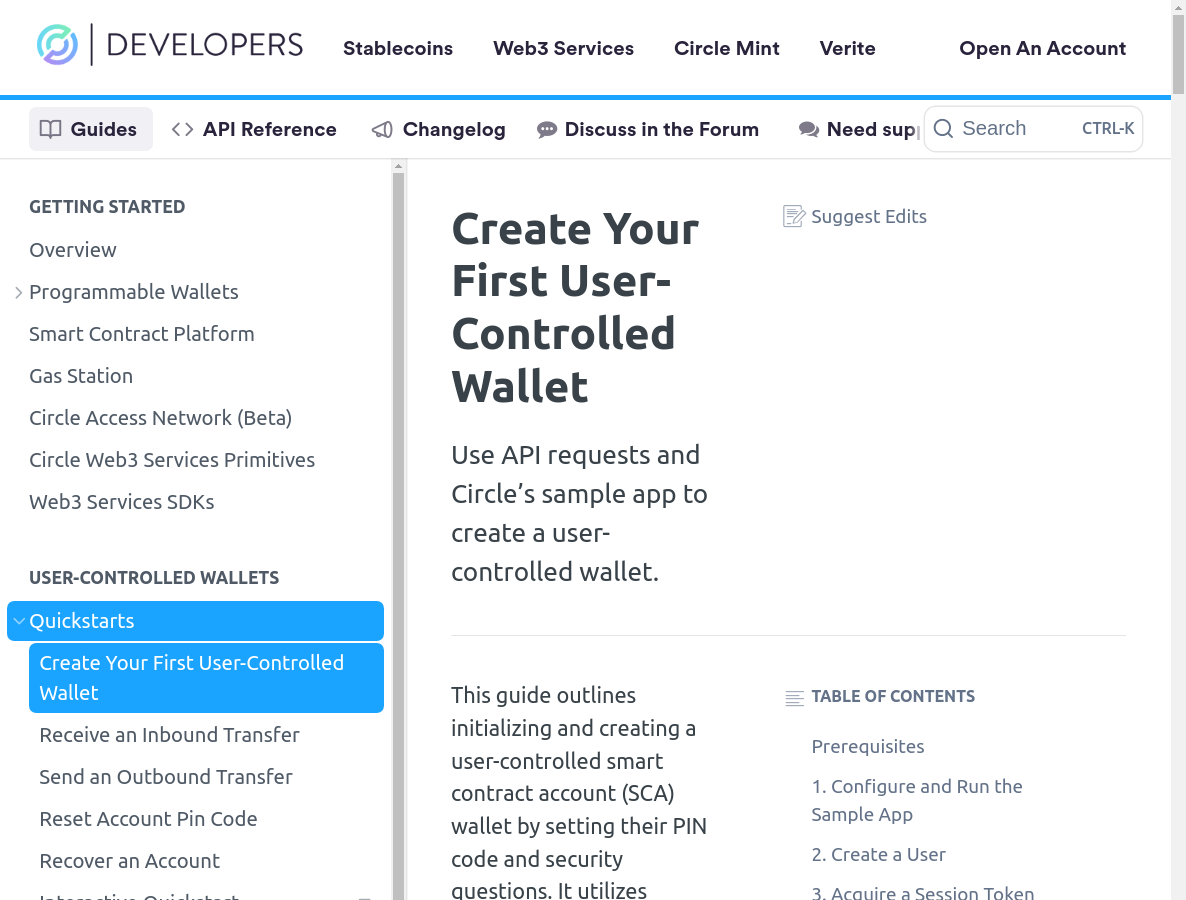 DEVELOPERS
Stablecoins
Web3 Services
Circle Mint
Verite
Open An Account
Guides
API Reference
Changelog
Discuss in the Forum
Need sup
Search
CTRL-K
GETTING STARTED
Overview
Programmable Wallets
Smart Contract Platform
Gas Station
Circle Access Network (Beta)
Circle Web3 Services Primitives
Web3 Services SDKs
USER-CONTROLLED WALLETS
Quickstarts
Create Your First User-Controlled
Wallet
Receive an Inbound Transfer
Send an Outbound Transfer
Reset Account Pin Code
Recover an Account
Interactive Quickstart
Create Your
First User-
Controlled
Wallet
Suggest Edits
Use API requests and
Circle’s sample app to
create a user-
controlled wallet.
This guide outlines
initializing and creating a
user-controlled smart
contract account (SCA)
wallet by setting their PIN
code and security
questions. It utilizes
TABLE OF CONTENTS
Prerequisites
1. Configure and Run the
Sample App
2. Create a User
3. Acquire a Session Token